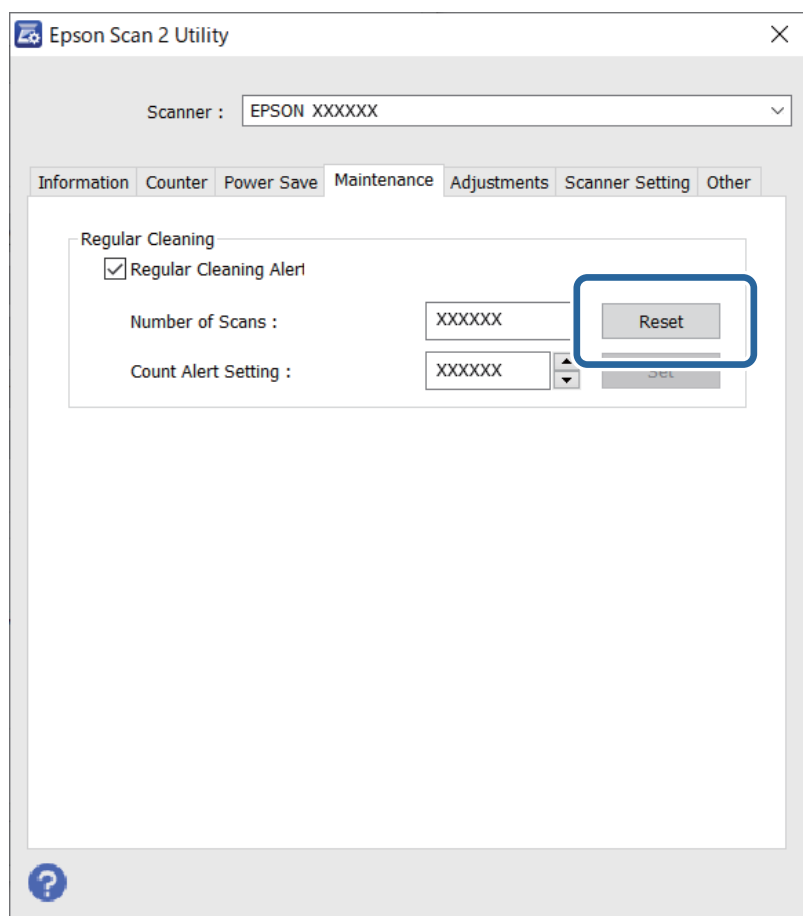 Epson Scan 2 Utility
Scanner : EPSON XXXXXX
Information Counter Power Save Maintenance Adjustments Scanner Setting Other
Regular Cleaning
Regular Cleaning Alert
Number of Scans : XXXXXX Reset
Count Alert Setting : XXXXXX Set
?